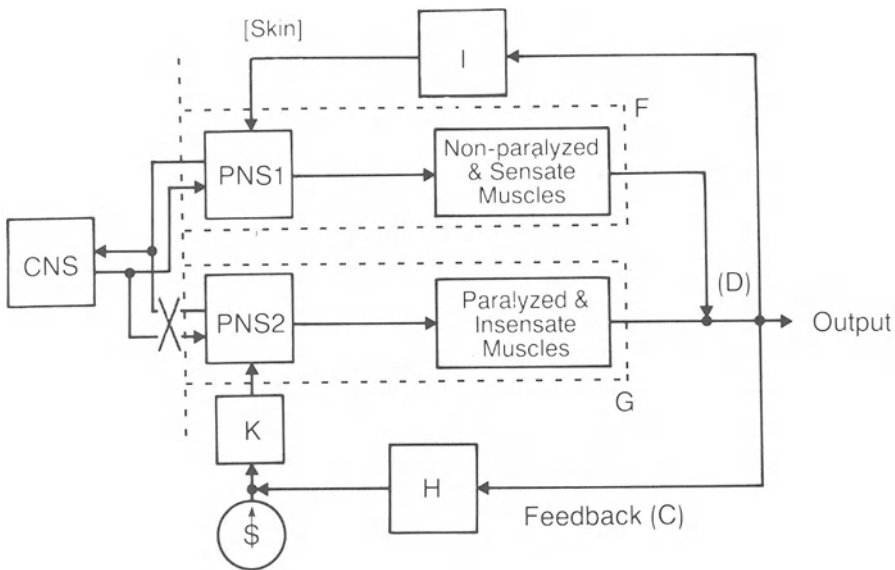 [Skin]
I
F
PNS1
Non-paralyzed
& Sensate
Muscles
CNS
(D)
PNS2
Paralyzed &
Insensate
Muscles
Output
G
K
H
S
Feedback (C)